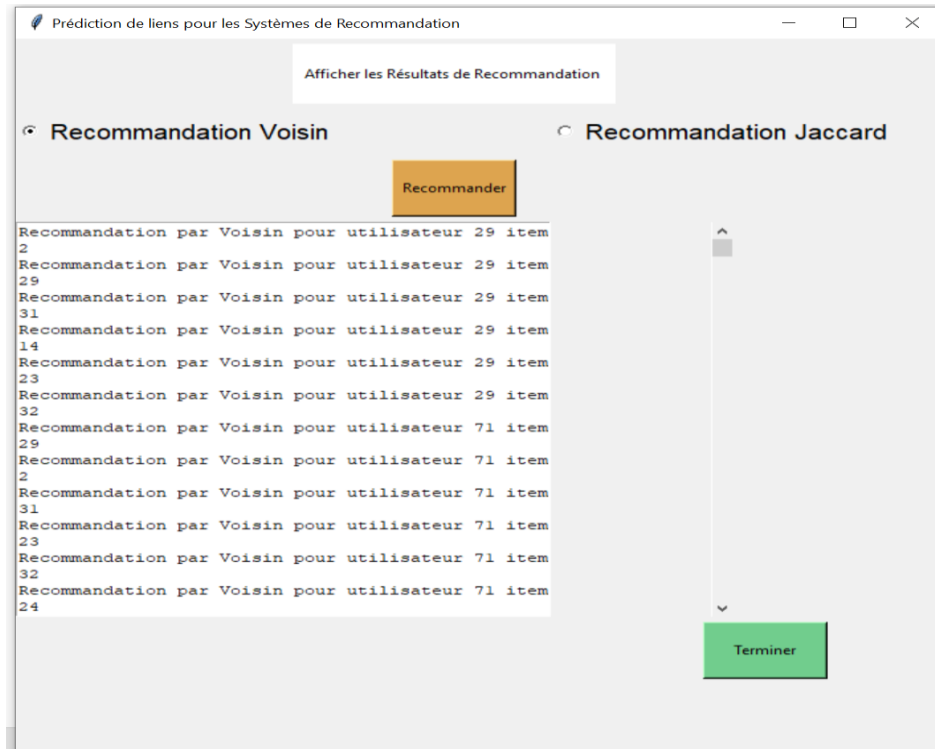 Prédiction de liens pour les Systèmes de Recommandation
Afficher les Résultats de Recommandation
Recommandation Voisin
Recommandation Jaccard
Recommander
Recommandation par Voisin pour utilisateur 29 item
2
Recommandation par Voisin pour utilisateur 29 item
29
Recommandation par Voisin pour utilisateur 29 item
31
Recommandation par Voisin pour utilisateur 29 item
14
Recommandation par Voisin pour utilisateur 29 item
23
Recommandation par Voisin pour utilisateur 29 item
32
Recommandation par Voisin pour utilisateur 71 item
29
Recommandation par Voisin pour utilisateur 71 item
2
Recommandation par Voisin pour utilisateur 71 item
31
Recommandation par Voisin pour utilisateur 71 item
23
Recommandation par Voisin pour utilisateur 71 item
32
Recommandation par Voisin pour utilisateur 71 item
24
Terminer